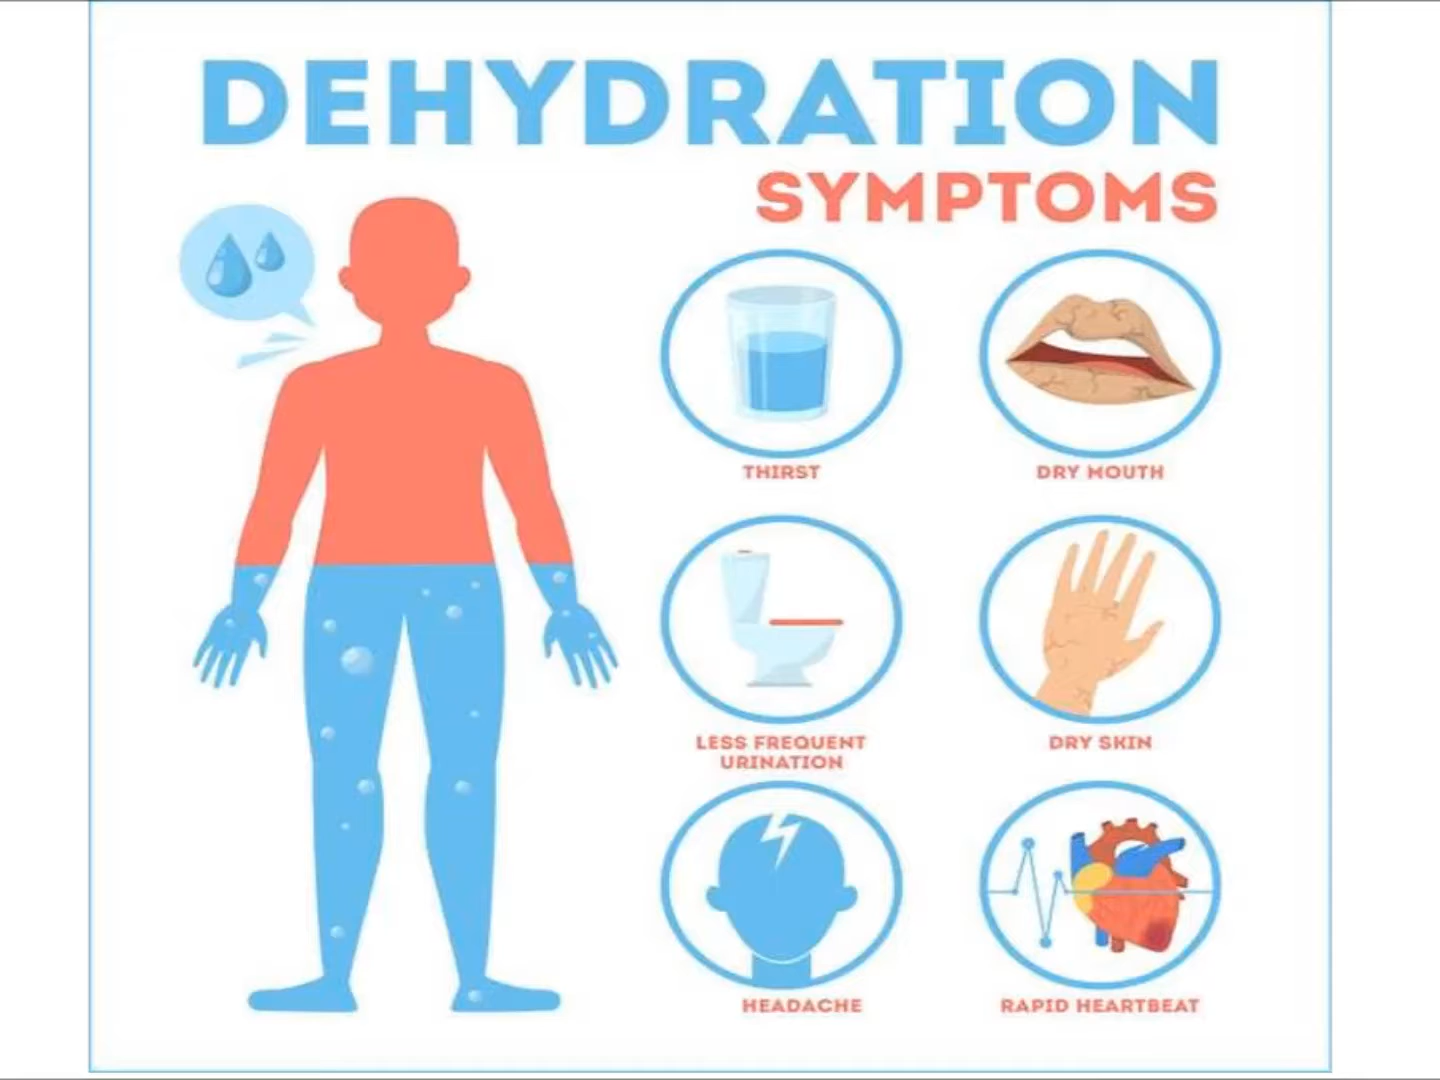 DEHYDRATION
SYMPTOMS
THIRST
DRY MOUTH
LESS FREQUENT
URINATION
DRY SKIN
HEADACHE
RAPID HEARTBEAT